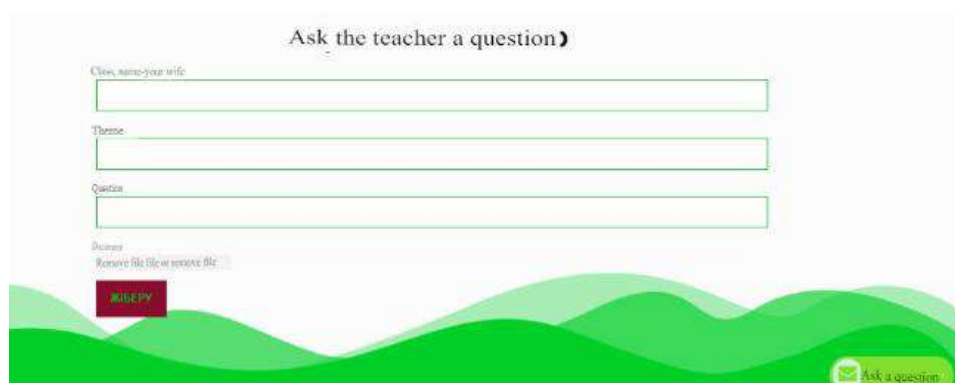 Ask the teacher a question
Class, name-your wife
Theme
Question
Remove file file or remove file
ЖІБЕРУ
Ask a question